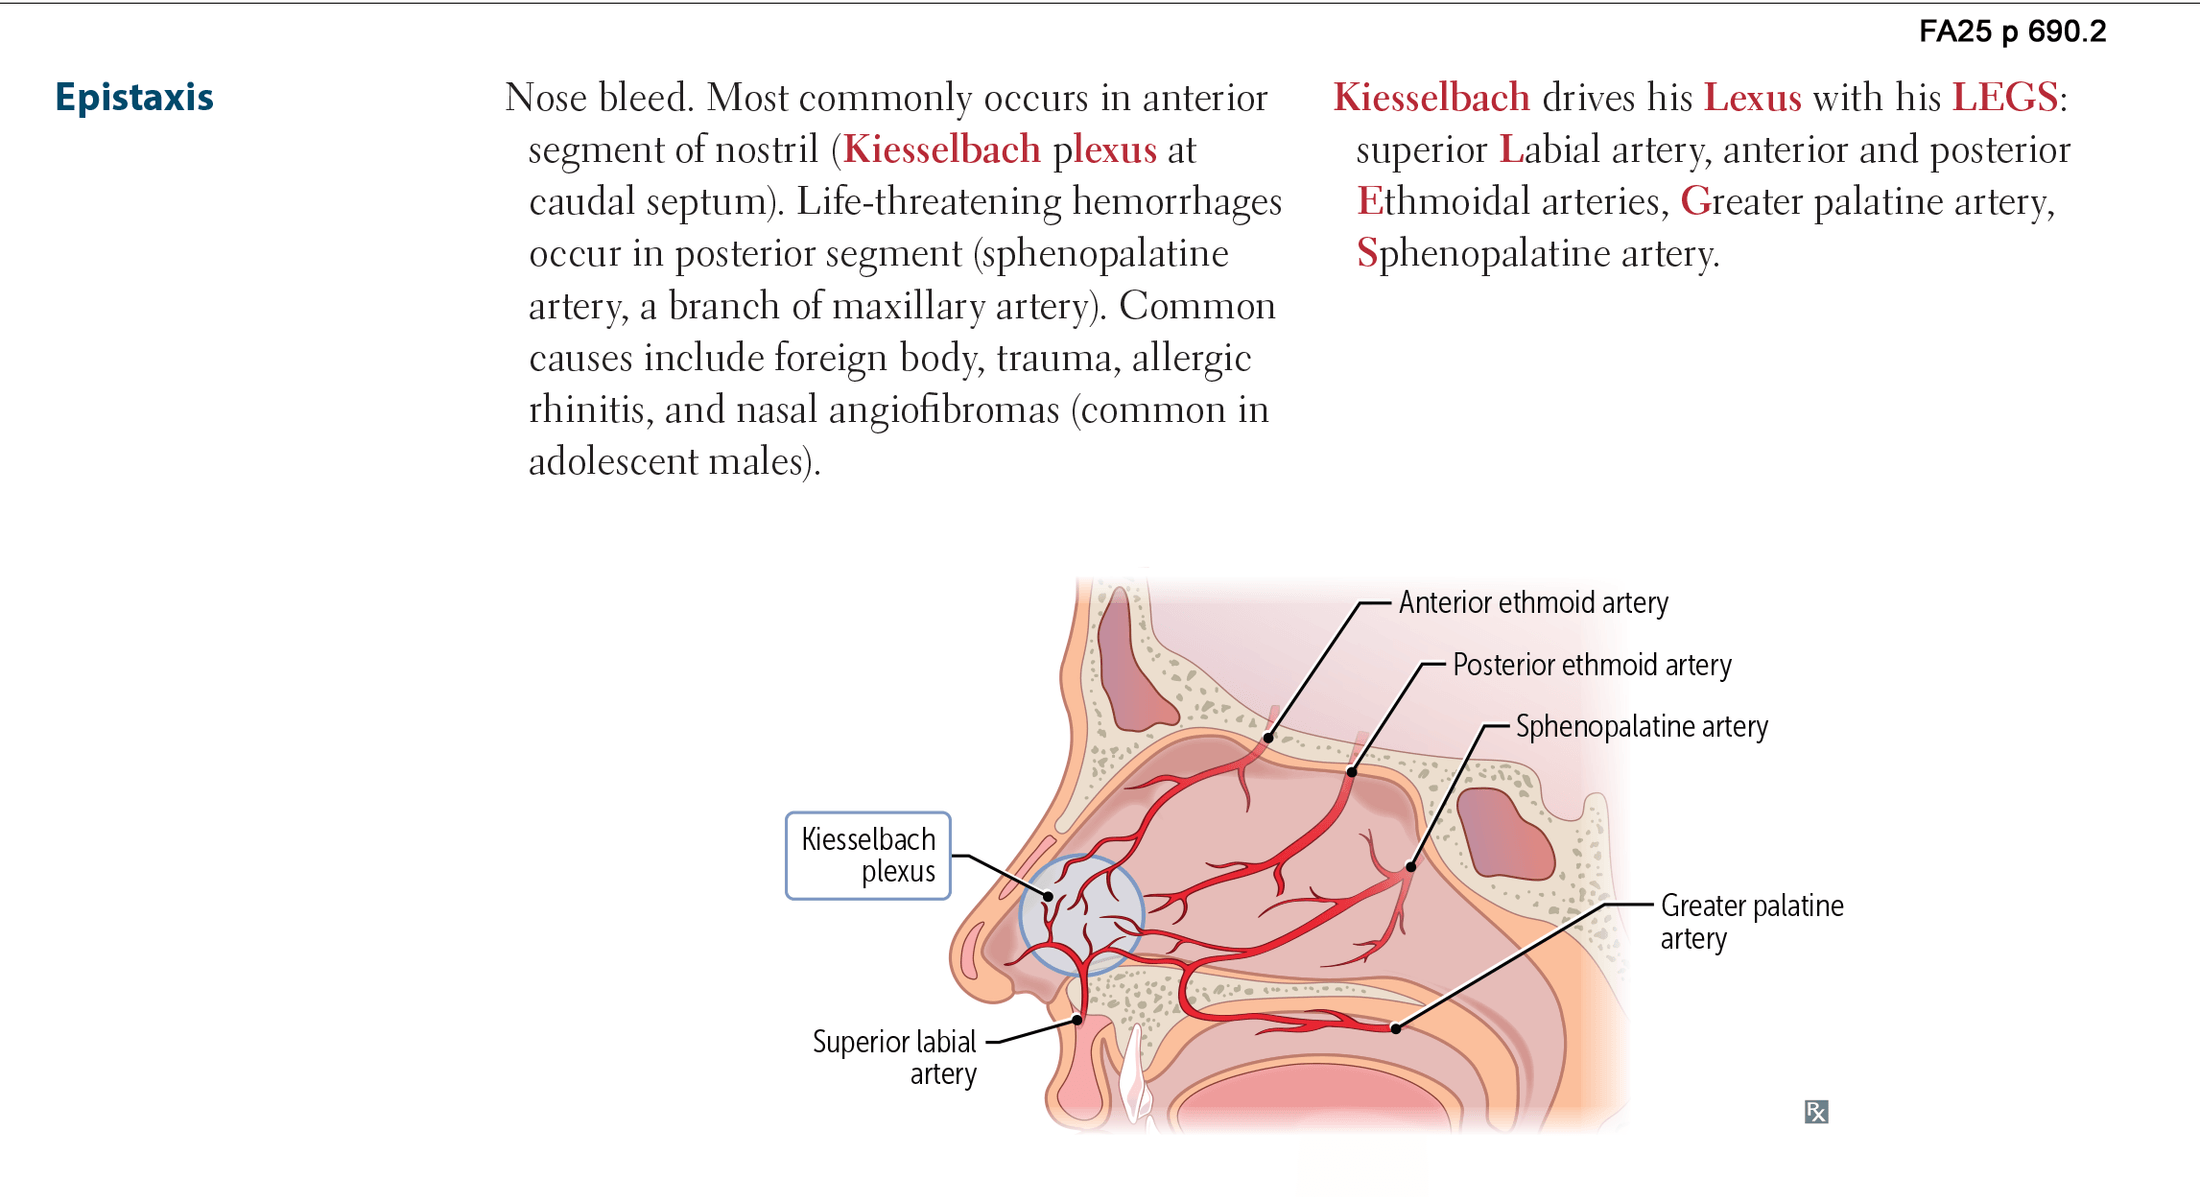 FA25 p 690.2
Epistaxis
Nose bleed. Most commonly occurs in anterior
segment of nostril (Kiesselbach plexus at
caudal septum). Life-threatening hemorrhages
occur in posterior segment (sphenopalatine
artery, a branch of maxillary artery). Common
causes include foreign body, trauma, allergic
rhinitis, and nasal angiofibromas (common in
adolescent males).
Kiesselbach drives his Lexus with his LEGS:
superior Labial artery, anterior and posterior
Ethmoidal arteries, Greater palatine artery,
Sphenopalatine artery.
Anterior ethmoid artery
Posterior ethmoid artery
Sphenopalatine artery
Kiesselbach
plexus
Greater palatine
artery
Superior labial
artery
Rx